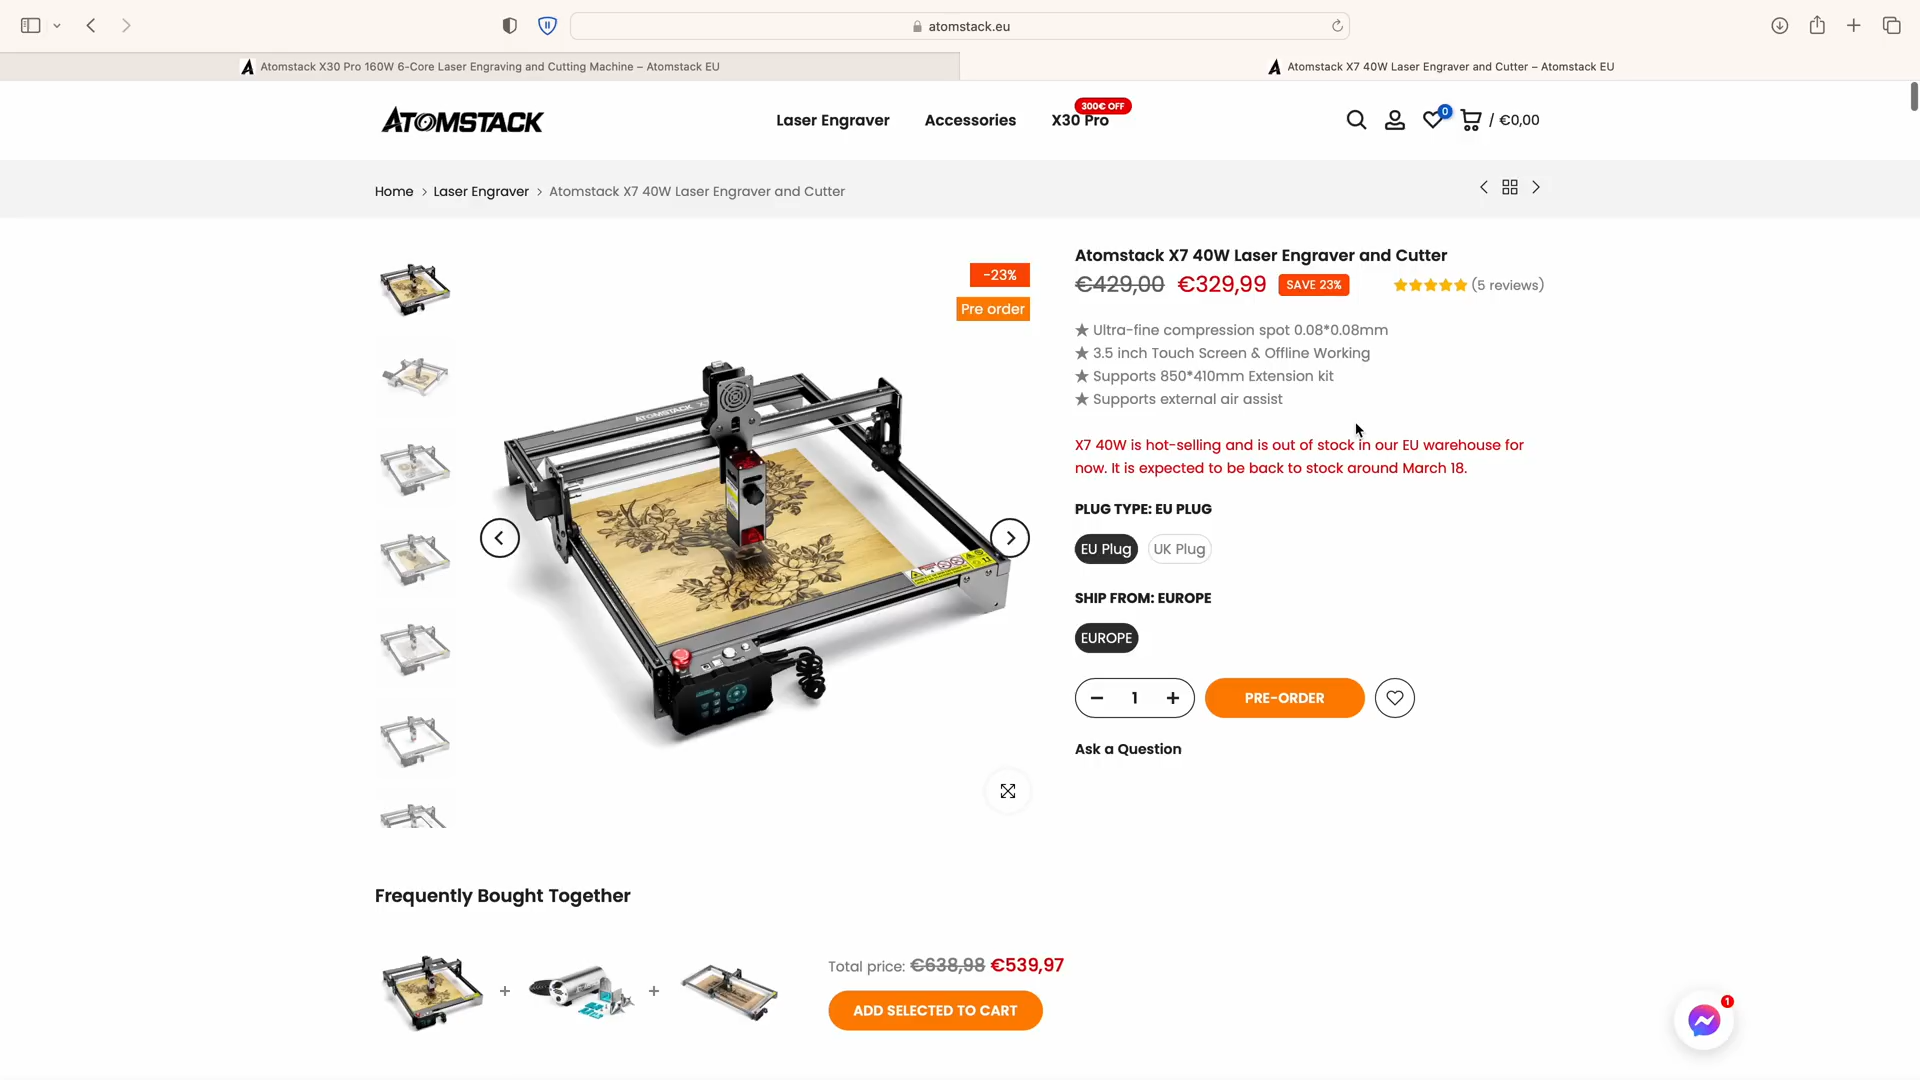 atomstack.eu
Atomstack X30 Pro 160W 6-Core Laser Engraving and Cutting Machine – Atomstack EU
Atomstack X7 40W Laser Engraver and Cutter – Atomstack EU
ATOMSTACK
Laser Engraver
Accessories
300€ OFF
X30 Pro
0
/ €0,00
Home > Laser Engraver > Atomstack X7 40W Laser Engraver and Cutter
-23%
Pre order
ATOMSTACK
Atomstack X7 40W Laser Engraver and Cutter
€429,00 €329,99 SAVE 23% (5 reviews)
★ Ultra-fine compression spot 0.08*0.08mm
★ 3.5 inch Touch Screen & Offline Working
★ Supports 850*410mm Extension kit
★ Supports external air assist
X7 40W is hot-selling and is out of stock in our EU warehouse for
now. It is expected to be back to stock around March 18.
PLUG TYPE: EU PLUG
EU Plug UK Plug
SHIP FROM: EUROPE
EUROPE
− 1 + PRE-ORDER
Ask a Question
Frequently Bought Together
+ +
Total price: €638,98 €539,97
ADD SELECTED TO CART
1